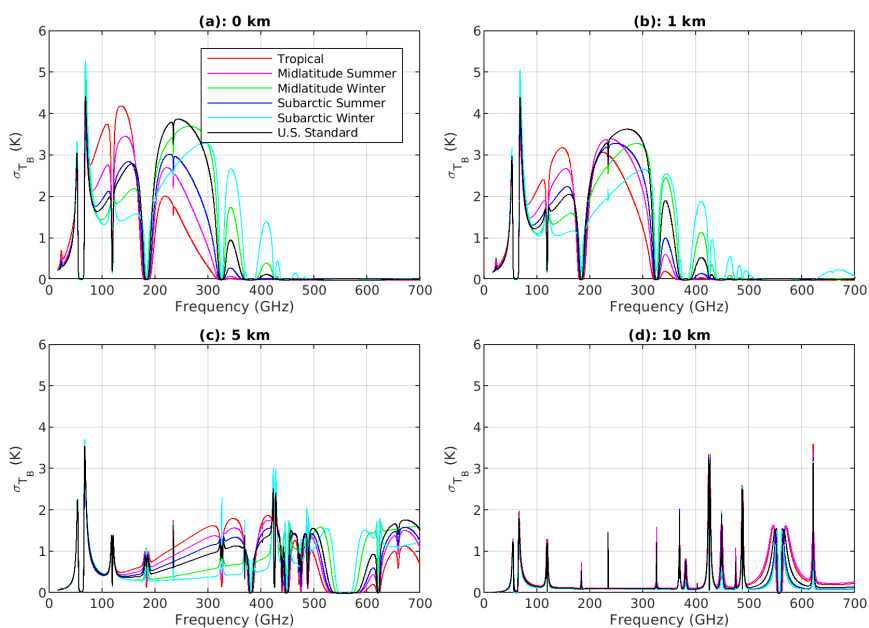 (a): 0 km
6
5
4
3
2
1
0
σ_T_B (K)
0 100 200 300 400 500 600 700
Frequency (GHz)
Tropical
Midlatitude Summer
Midlatitude Winter
Subarctic Summer
Subarctic Winter
U.S. Standard
(b): 1 km
6
5
4
3
2
1
0
σ_T_B (K)
0 100 200 300 400 500 600 700
Frequency (GHz)
(c): 5 km
6
5
4
3
2
1
0
σ_T_B (K)
0 100 200 300 400 500 600 700
Frequency (GHz)
(d): 10 km
6
5
4
3
2
1
0
σ_T_B (K)
0 100 200 300 400 500 600 700
Frequency (GHz)